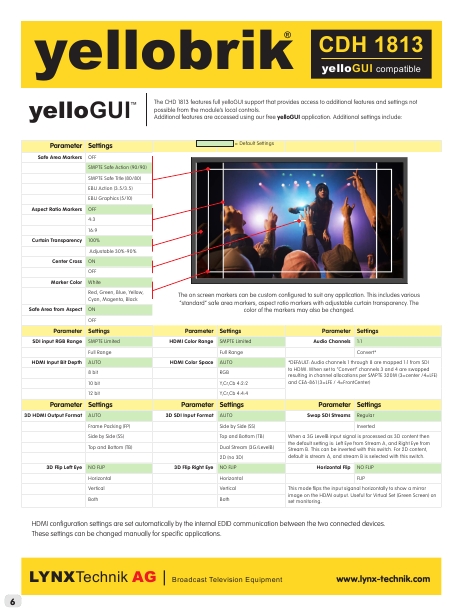 yellobrik®
CDH 1813
yelloGUI compatible
yelloGUI™
The CHD 1813 features full yelloGUI support that provides access to additional features and settings not
possible from the module's local controls.
Additional features are accessed using our free yelloGUI application. Additional settings include:
Parameter Settings
= Default Settings
Safe Area Markers OFF
SMPTE Safe Action (90/90)
SMPTE Safe Title (80/80)
EBU Action (3.5/3.5)
EBU Graphics (5/10)
Aspect Ratio Markers OFF
4:3
16:9
Curtain Transparency 100%
Adjustable 30%-90%
Center Cross ON
OFF
Marker Color White
Red, Green, Blue, Yellow,
Cyan, Magenta, Black
Safe Area from Aspect ON
OFF
The on screen markers can be custom configured to suit any application. This includes various
"standard" safe area markers, aspect ratio markers with adjustable curtain transparency. The
color of the markers may also be changed.
Parameter Settings Parameter Settings Parameter Settings
SDI input RGB Range SMPTE Limited HDMI Color Range SMPTE Limited Audio Channels 1:1
Full Range Full Range Convert*
HDMI Input Bit Depth AUTO HDMI Color Space AUTO
8 bit RGB
10 bit Y,Cr,Cb 4:2:2
12 bit Y,Cr,Cb 4:4:4
*DEFAULT: Audio channels 1 through 8 are mapped 1:1 from SDI
to HDMI. When set to "Convert" channels 3 and 4 are swapped
resulting in channel allocations per SMPTE 320M (3=center /4=LFE)
and CEA-861 (3=LFE / 4=FrontCenter)
Parameter Settings Parameter Settings Parameter Settings
3D HDMI Output Format AUTO 3D SDI Input Format AUTO Swap SDI Streams Regular
Frame Packing (FP) Side by Side (SS) Inverted
Side by Side (SS) Top and Bottom (TB)
Top and Bottom (TB) Dual Stream (3G LevelB)
2D (no 3D)
When a 3G LevelB input signal is processed as 3D content then
the default setting is: Left Eye from Stream A, and Right Eye from
Stream B. This can be inverted with this switch. For 2D content,
default is stream A, and stream B is selected with this switch.
3D Flip Left Eye NO FLIP 3D Flip Right Eye NO FLIP Horizontal Flip NO FLIP
Horizontal Horizontal FLIP
Vertical Vertical
Both Both
This mode flips the input signal horizontally to show a mirror
image on the HDMI output. Useful for Virtual Set (Green Screen) on
set monitoring
HDMI configuration settings are set automatically by the internal EDID communication between the two connected devices.
These settings can be changed manually for specific applications.
LYNXTechnik AG | Broadcast Television Equipment
www.lynx-technik.com
6